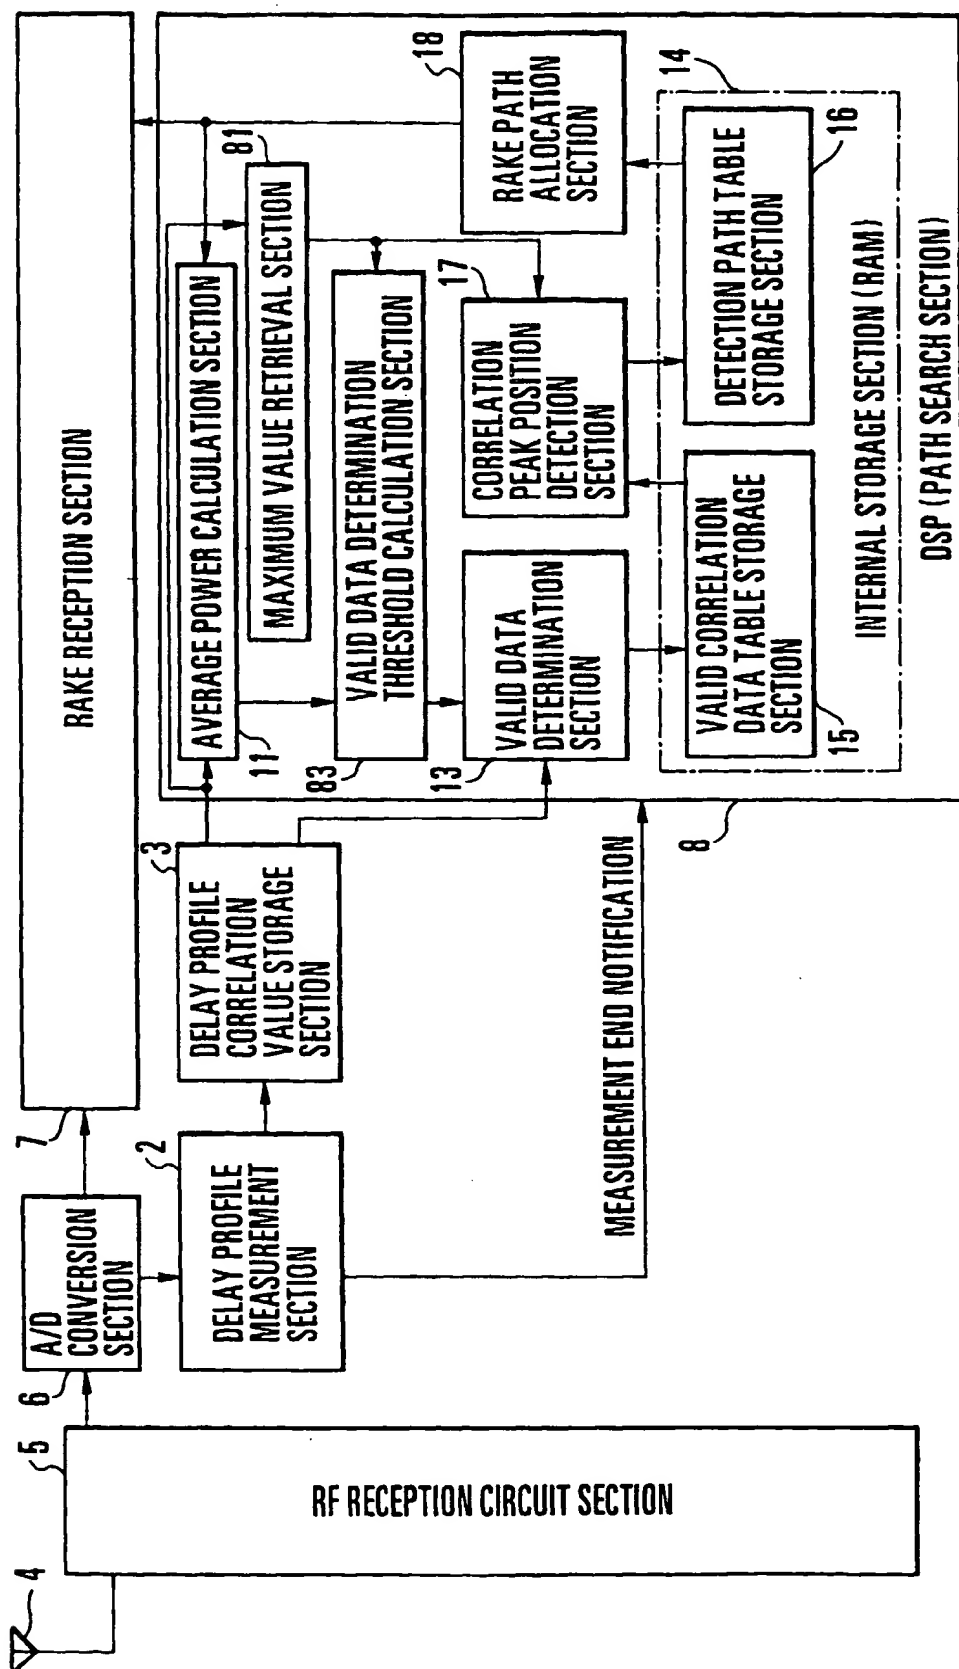 4
5
RF RECEPTION CIRCUIT SECTION
6
A/D
CONVERSION
SECTION
7
RAKE RECEPTION SECTION
2
DELAY PROFILE
MEASUREMENT
SECTION
3
DELAY PROFILE
CORRELATION
VALUE STORAGE
SECTION
MEASUREMENT END NOTIFICATION
8
11
AVERAGE POWER CALCULATION SECTION
81
MAXIMUM VALUE RETRIEVAL SECTION
83
VALID DATA DETERMINATION
THRESHOLD CALCULATION SECTION
13
VALID DATA
DETERMINATION
SECTION
17
CORRELATION
PEAK POSITION
DETECTION
SECTION
18
RAKE PATH
ALLOCATION
SECTION
14
15
VALID CORRELATION
DATA TABLE STORAGE
SECTION
16
DETECTION PATH TABLE
STORAGE SECTION
INTERNAL STORAGE SECTION (RAM)
DSP (PATH SEARCH SECTION)